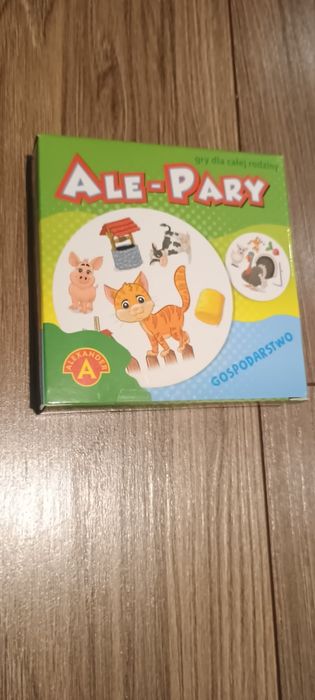 gry dla całej rodziny
ALE-PARY
ALEXANDER
A
GOSPODARSTWO